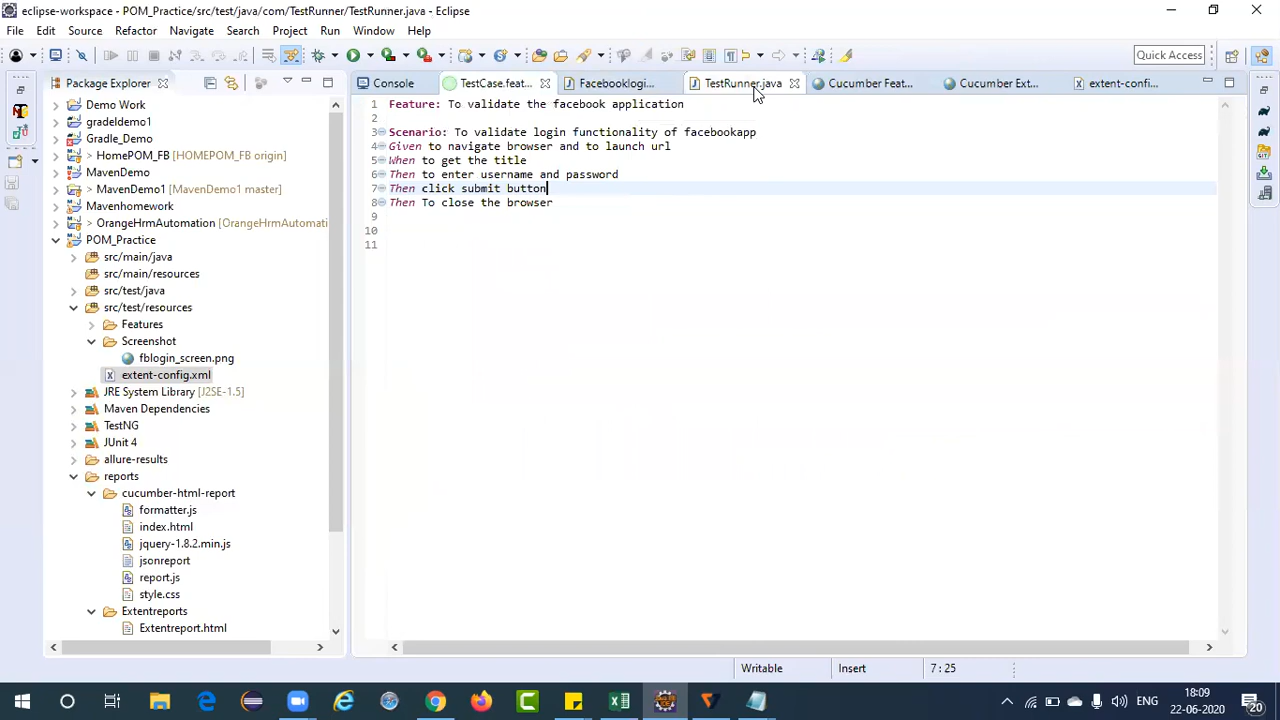 eclipse-workspace - POM_Practice/src/test/java/com/TestRunner/TestRunner.java - Eclipse
File Edit Source Refactor Navigate Search Project Run Window Help
Quick Access
Package Explorer
Console
TestCase.feat...
Facebooklogi...
TestRunner.java
Cucumber Feat...
Cucumber Ext...
extent-confi...
Demo Work
gradeldemo1
Gradle_Demo
> HomePOM_FB [HOMEPOM_FB origin]
MavenDemo
> MavenDemo1 [MavenDemo1 master]
Mavenhomework
> OrangeHrmAutomation [OrangeHrmAutomati
POM_Practice
src/main/java
src/main/resources
src/test/java
src/test/resources
Features
Screenshot
fblogin_screen.png
extent-config.xml
JRE System Library [J2SE-1.5]
Maven Dependencies
TestNG
JUnit 4
allure-results
reports
cucumber-html-report
formatter.js
index.html
jquery-1.8.2.min.js
jsonreport
report.js
style.css
Extentreports
Extentreport.html
1 Feature: To validate the facebook application
2
3 Scenario: To validate login functionality of facebookapp
4 Given to navigate browser and to launch url
5 When to get the title
6 Then to enter username and password
7 Then click submit button
8 Then To close the browser
9
10
11
Writable Insert 7 : 25
ENG
18:09
22-06-2020
20